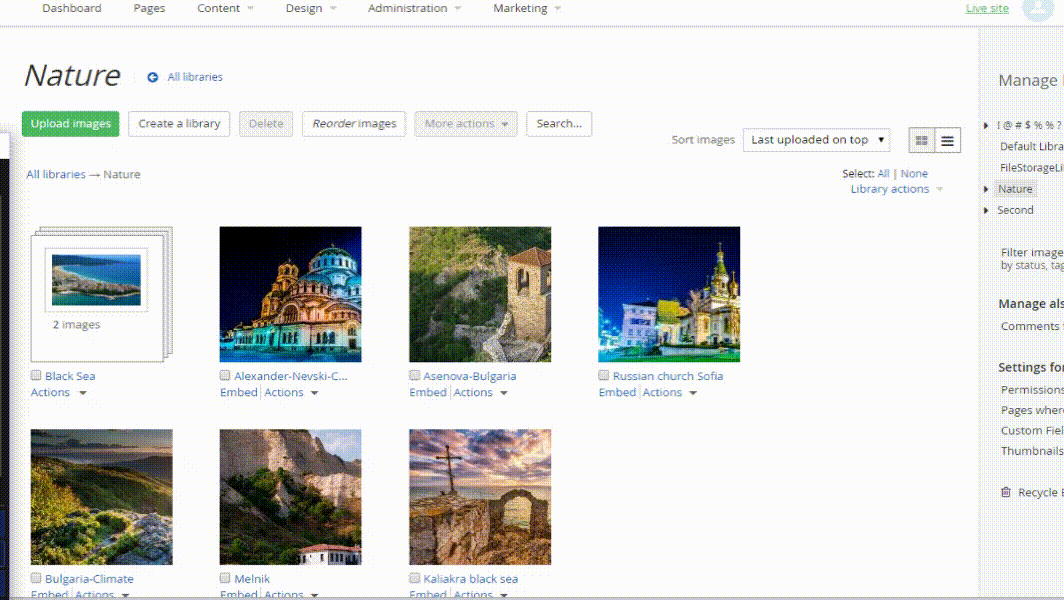 Dashboard Pages Content Design Administration Marketing Live site
Nature All libraries
Manage
Upload images Create a library Delete Reorder images More actions Search...
Sort images Last uploaded on top
All libraries → Nature
Select: All | None
Library actions
! @ # $ % % ?
Default Libra
FileStorageLi
Nature
Second
Filter image
by status, tag
Manage als
Comments
Settings for
Permissions
Pages where
Custom Fiel
Thumbnails
Recycle B
2 images
Black Sea
Actions
Alexander-Nevski-C...
Embed Actions
Asenova-Bulgaria
Embed Actions
Russian church Sofia
Embed Actions
Bulgaria-Climate
Embed Actions
Melnik
Embed Actions
Kaliakra black sea
Embed Actions